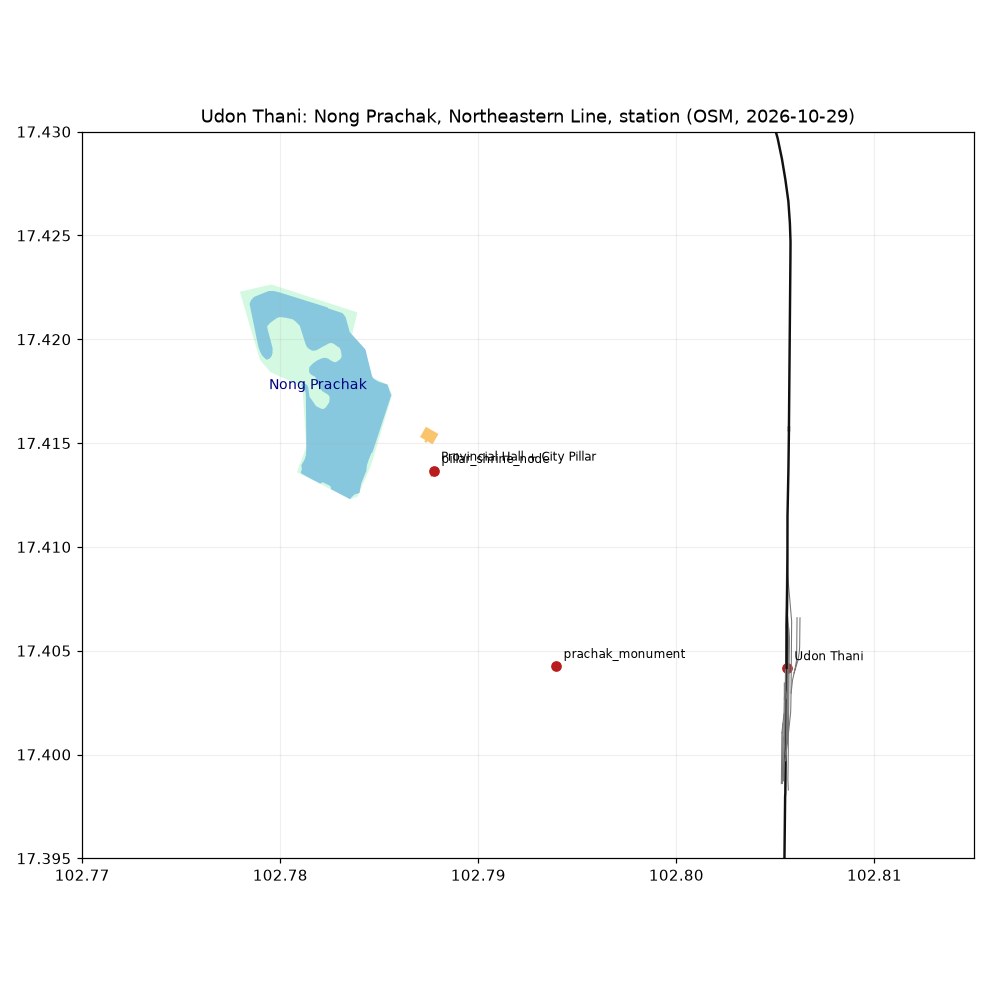 Udon Thani: Nong Prachak, Northeastern Line, station (OSM, 2026-10-29)
17.430
17.425
17.420
17.415
17.410
17.405
17.400
17.395
Nong Prachak
Provincial Hall + City Pillar
pillar_shrine_node
prachak_monument
Udon Thani
102.77
102.78
102.79
102.80
102.81